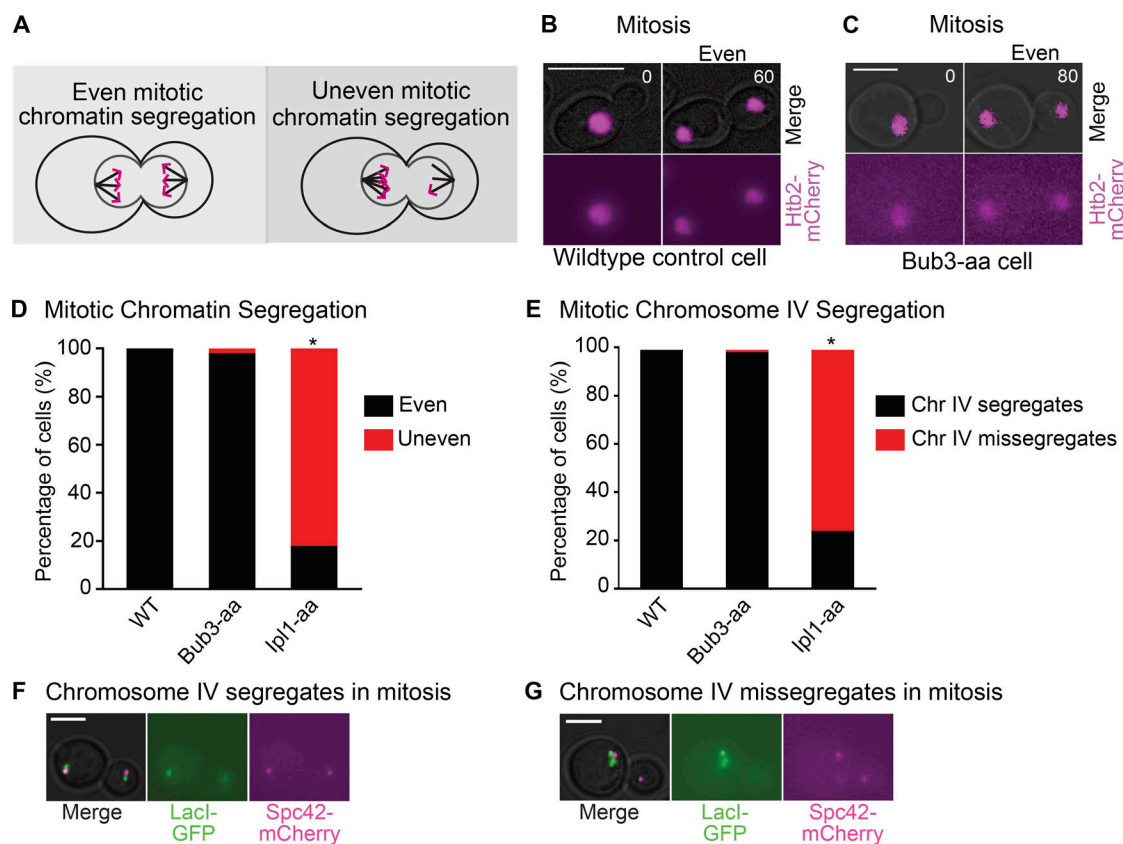 A
Even mitotic
chromatin segregation
Uneven mitotic
chromatin segregation
B Mitosis
Even
0
60
Merge
Htb2-
mCherry
Wildtype control cell
C Mitosis
Even
0
80
Merge
Htb2-
mCherry
Bub3-aa cell
D Mitotic Chromatin Segregation
Percentage of cells (%)
100
80
60
40
20
0
*
WT
Bub3-aa
Ipl1-aa
Even
Uneven
E Mitotic Chromosome IV Segregation
Percentage of cells (%)
100
80
60
40
20
0
*
WT
Bub3-aa
Ipl1-aa
Chr IV segregates
Chr IV missegregates
F Chromosome IV segregates in mitosis
Merge
LacI-
GFP
Spc42-
mCherry
G Chromosome IV missegregates in mitosis
Merge
LacI-
GFP
Spc42-
mCherry